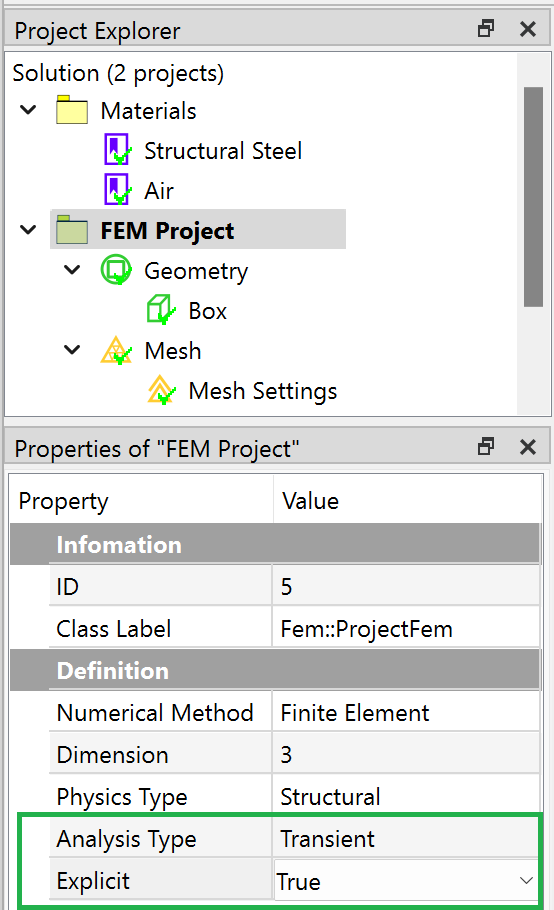 Project Explorer
Solution (2 projects)
Materials
Structural Steel
Air
FEM Project
Geometry
Box
Mesh
Mesh Settings
Properties of "FEM Project"
Property Value
Infomation
ID 5
Class Label Fem::ProjectFem
Definition
Numerical Method Finite Element
Dimension 3
Physics Type Structural
Analysis Type Transient
Explicit True